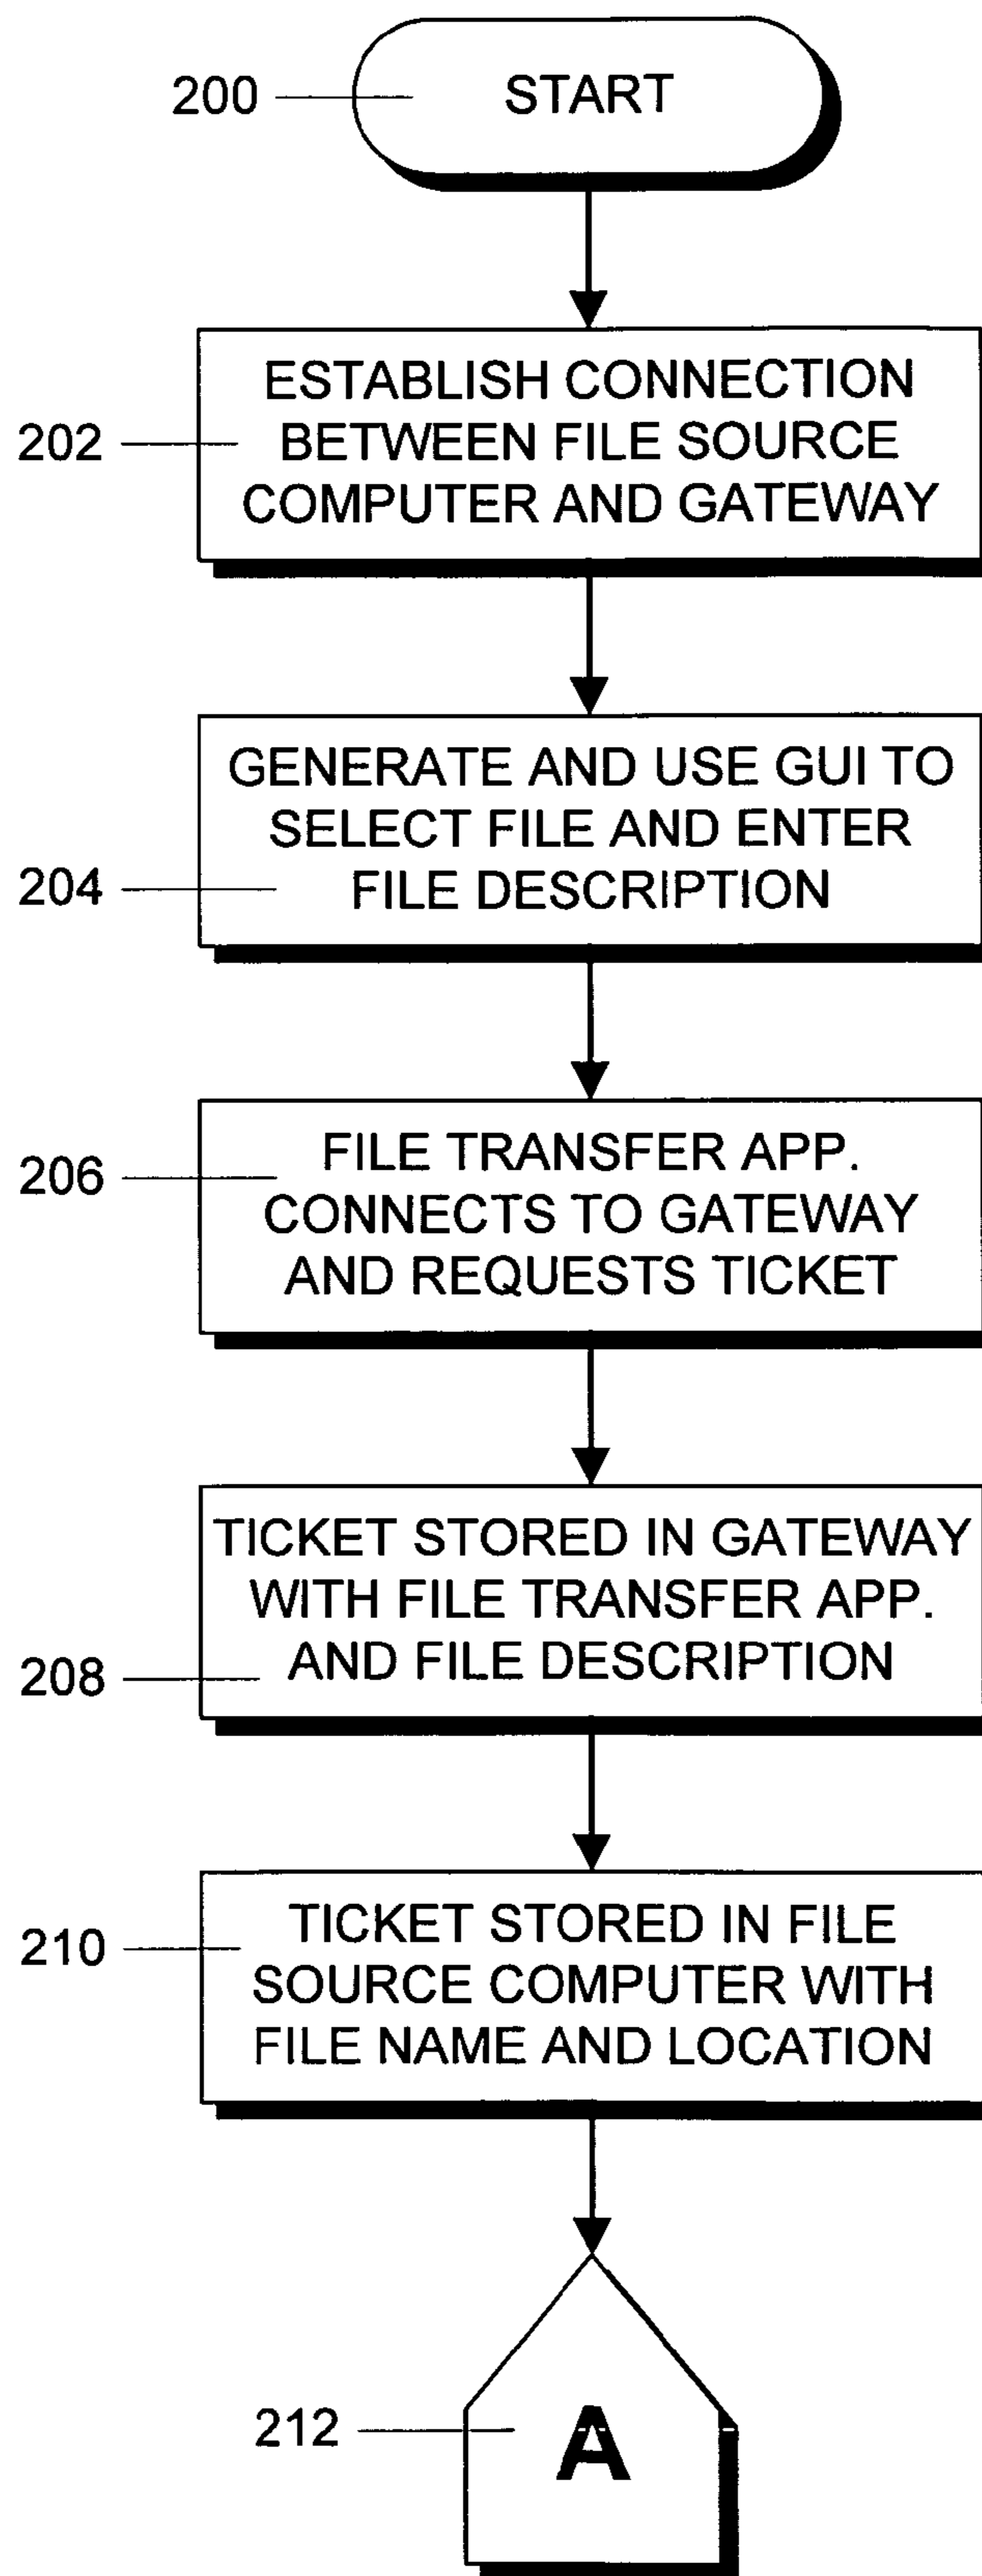 200
START
202
ESTABLISH CONNECTION
BETWEEN FILE SOURCE
COMPUTER AND GATEWAY
204
GENERATE AND USE GUI TO
SELECT FILE AND ENTER
FILE DESCRIPTION
206
FILE TRANSFER APP.
CONNECTS TO GATEWAY
AND REQUESTS TICKET
208
TICKET STORED IN GATEWAY
WITH FILE TRANSFER APP.
AND FILE DESCRIPTION
210
TICKET STORED IN FILE
SOURCE COMPUTER WITH
FILE NAME AND LOCATION
212
A